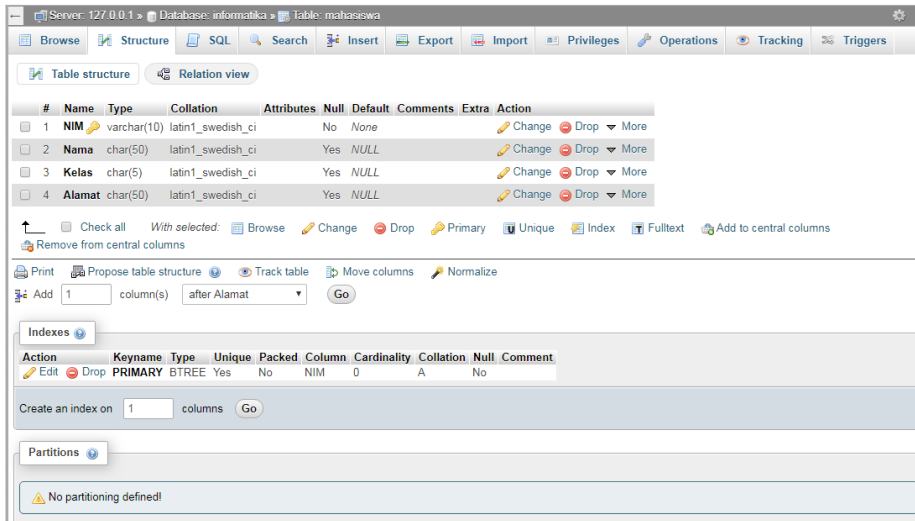 Server: 127.0.0.1 » Database: informatika » Table: mahasiswa
Browse Structure SQL Search Insert Export Import Privileges Operations Tracking Triggers
Table structure Relation view
# Name Type Collation Attributes Null Default Comments Extra Action
1 NIM varchar(10) latin1_swedish_ci No None Change Drop More
2 Nama char(50) latin1_swedish_ci Yes NULL Change Drop More
3 Kelas char(5) latin1_swedish_ci Yes NULL Change Drop More
4 Alamat char(50) latin1_swedish_ci Yes NULL Change Drop More
Check all With selected: Browse Change Drop Primary Unique Index Fulltext Add to central columns
Remove from central columns
Print Propose table structure Track table Move columns Normalize
Add 1 column(s) after Alamat Go
Indexes
Action Keyname Type Unique Packed Column Cardinality Collation Null Comment
Edit Drop PRIMARY BTREE Yes No NIM 0 A No
Create an index on 1 columns Go
Partitions
No partitioning defined!